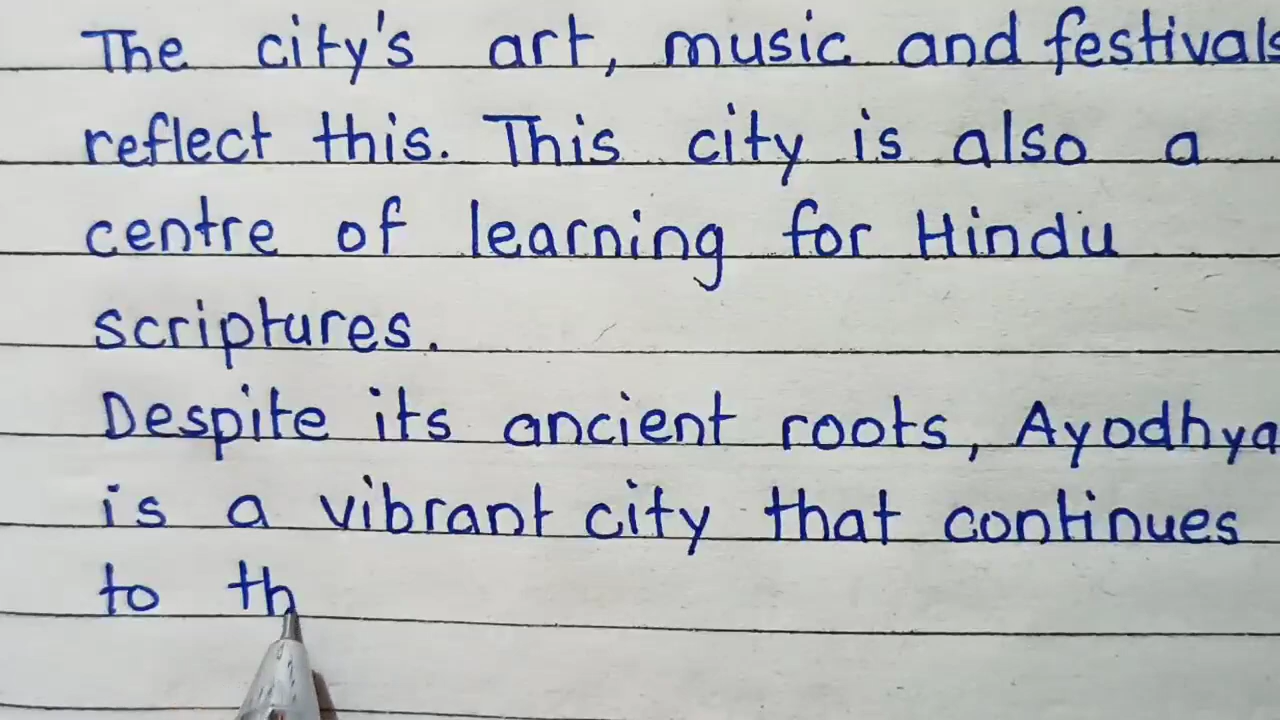 The city's art, music and festivals
reflect this. This city is also a
centre of learning for Hindu
scriptures.
Despite its ancient roots, Ayodhya
is a vibrant city that continues
to th